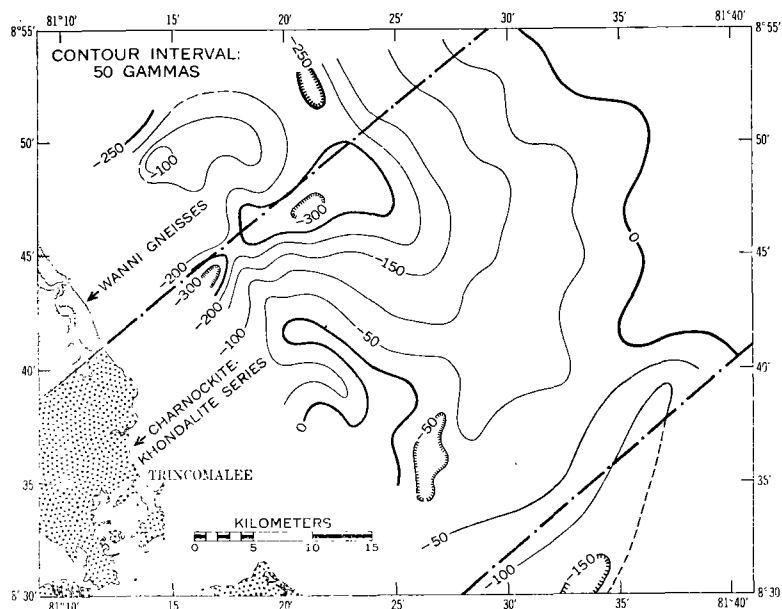 81°10' 15' 20' 25' 30' 35' 81°40'
8°55' 8°55'
CONTOUR INTERVAL:
50 GAMMAS
-250
50' 50'
-250
-100
-300
WANNI GNEISSES
0
45' 45'
-200
-300
-200
-150
-100
-50
40' 40'
CHARNOCKITE-
KHONDALITE SERIES
0
-50
35' 35'
TRINCOMALEE
KILOMETERS
0 5 10 15
-50
-100
-150
8°30' 8°30'
81°10' 15' 20' 25' 30' 35' 81°40'